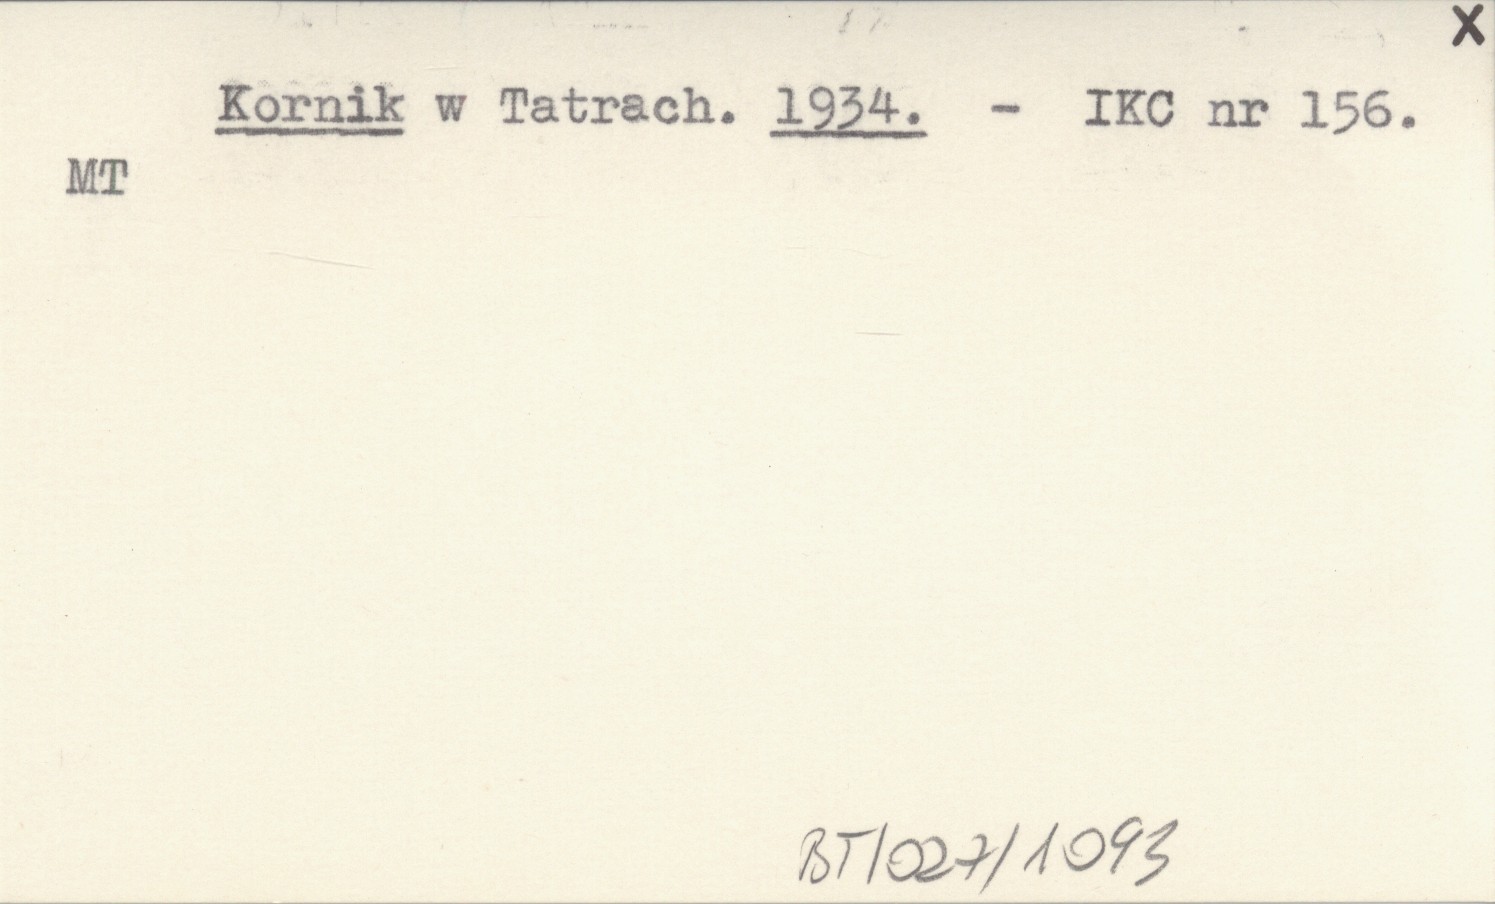 X
Kornik w Tatrach. 1934. - IKC nr 156.
MT
BT/027/1093